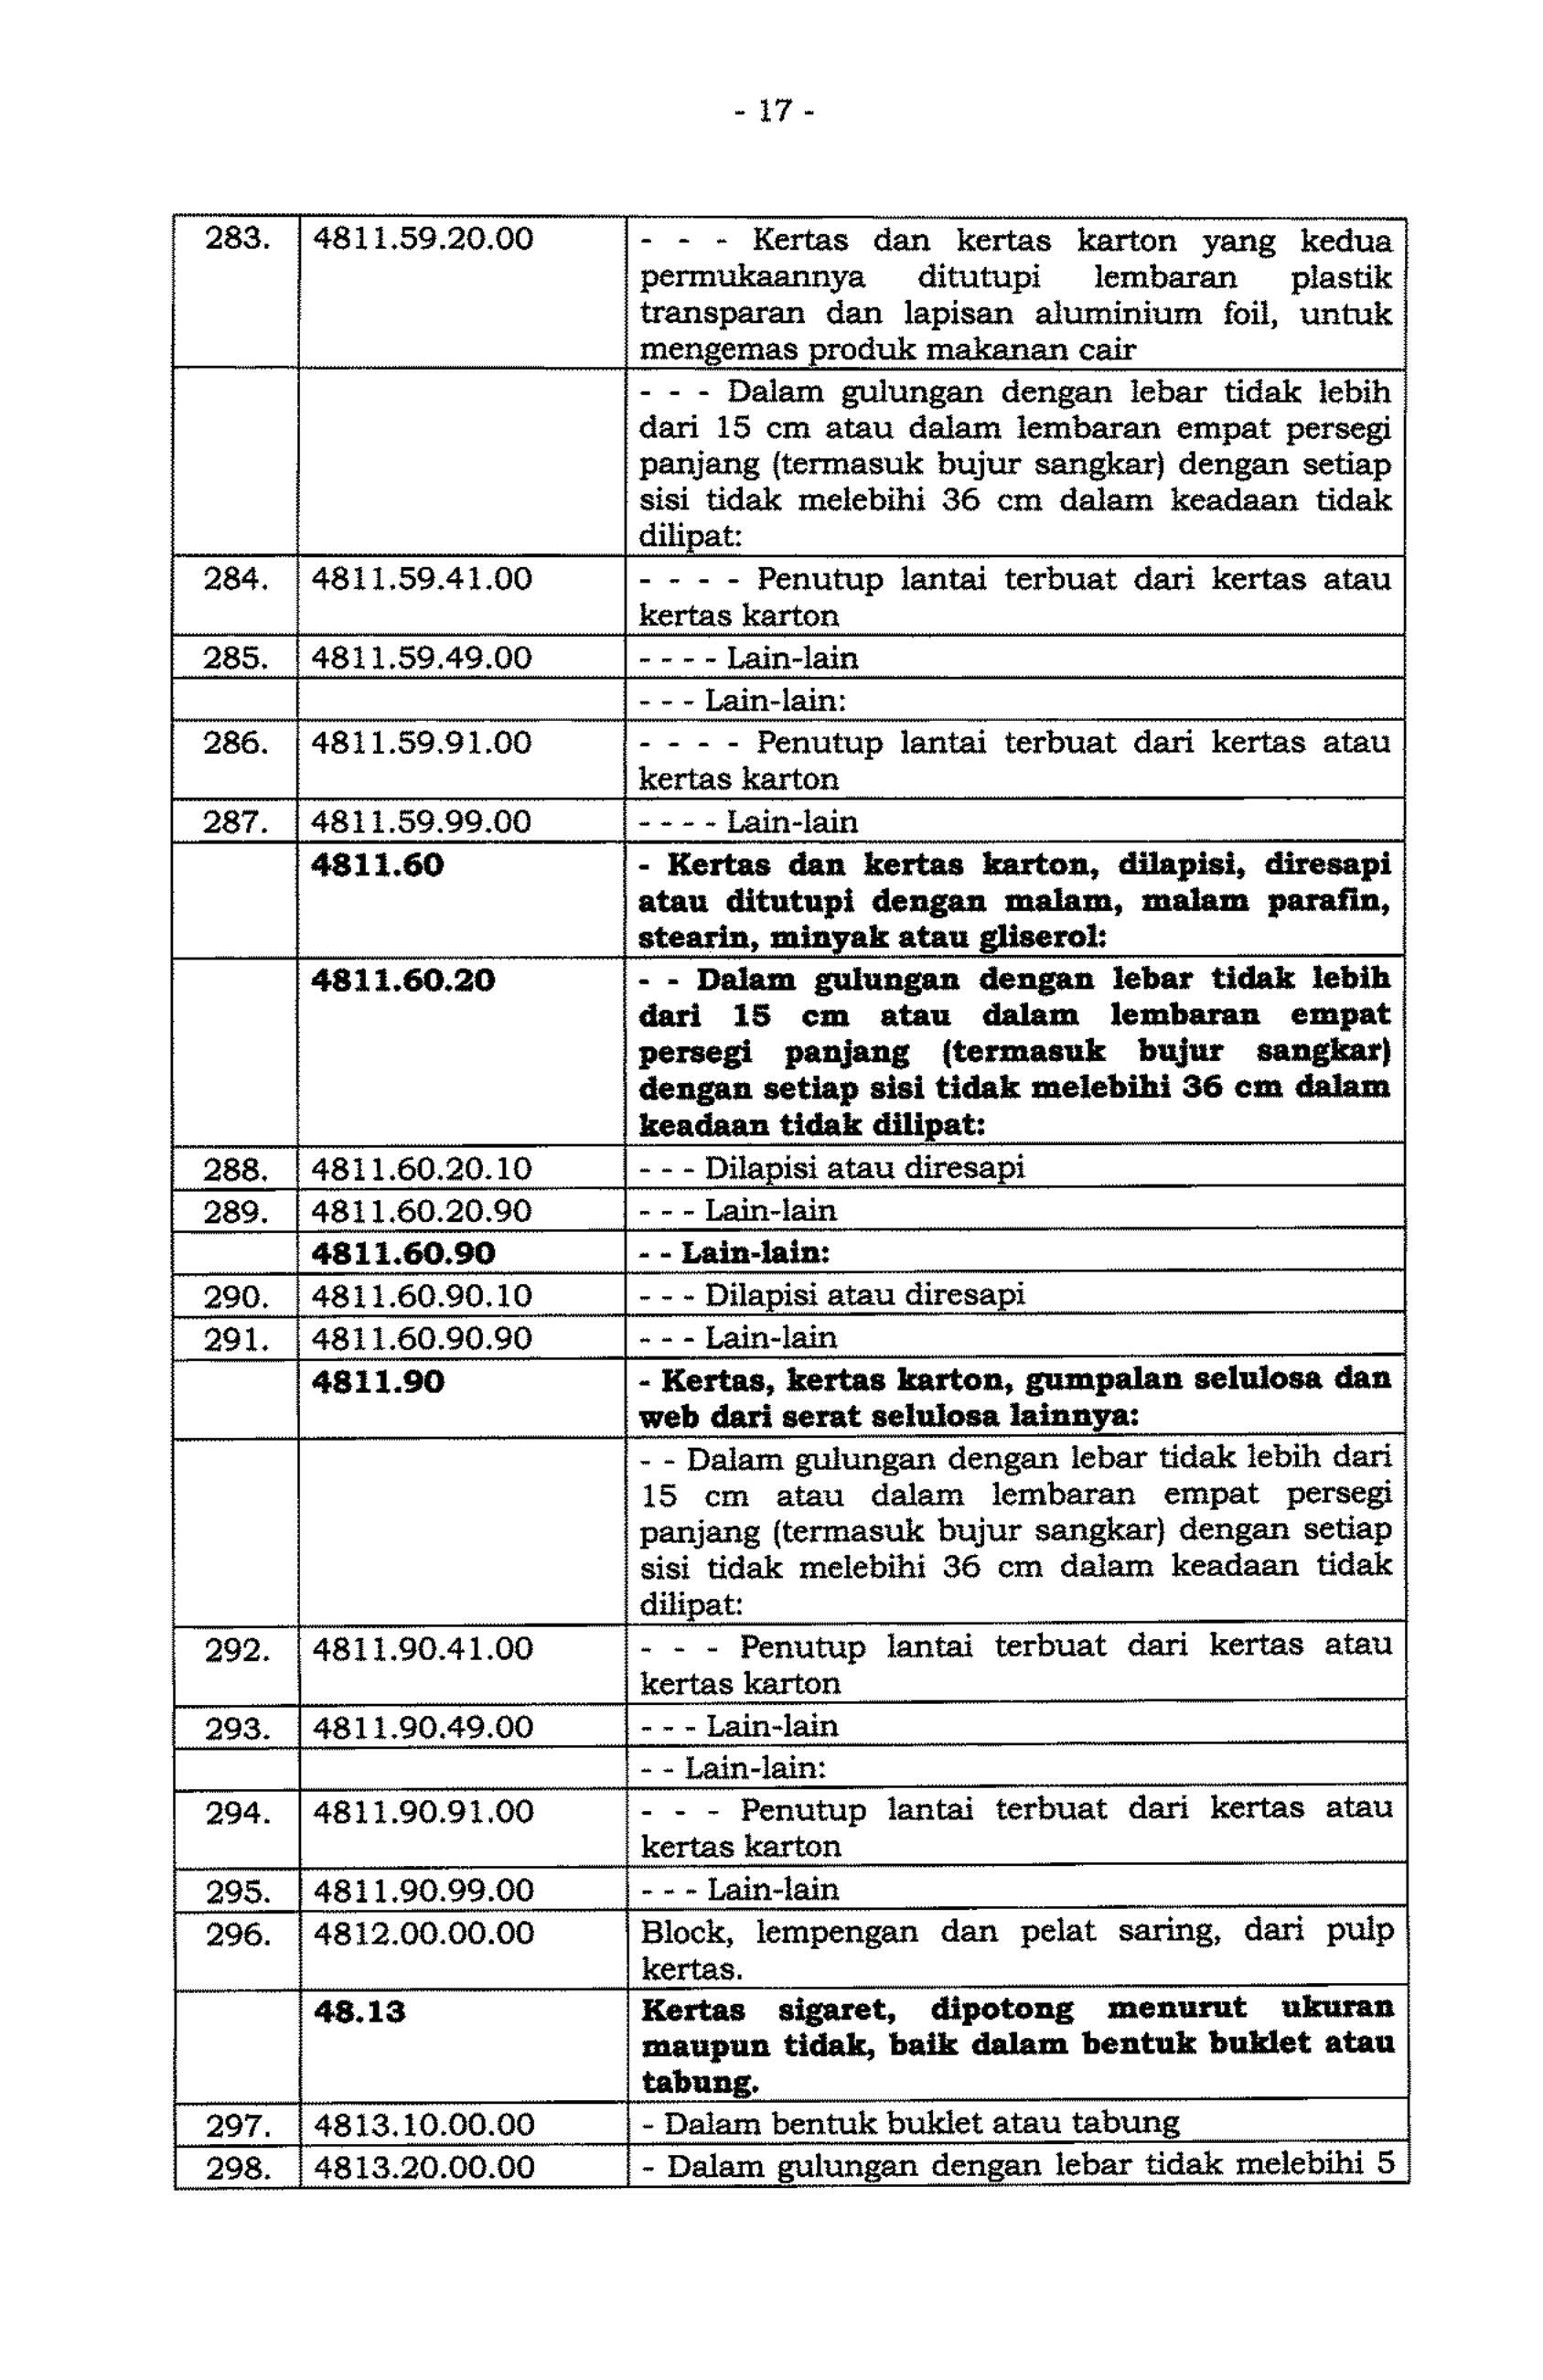 - 17 -
283. 4811.59.20.00 - - - Kertas dan kertas karton yang kedua
permukaannya ditutupi lembaran plastik
transparan dan lapisan aluminium foil, untuk
mengemas produk makanan cair
- - - Dalam gulungan dengan lebar tidak lebih
dari 15 cm atau dalam lembaran empat persegi
panjang (termasuk bujur sangkar) dengan setiap
sisi tidak melebihi 36 cm dalam keadaan tidak
dilipat:
284. 4811.59.41.00 - - - - Penutup lantai terbuat dari kertas atau
kertas karton
285. 4811.59.49.00 - - - - Lain-lain
- - - Lain-lain:
286. 4811.59.91.00 - - - - Penutup lantai terbuat dari kertas atau
kertas karton
287. 4811.59.99.00 - - - - Lain-lain
4811.60 - Kertas dan kertas karton, dilapisi, diresapi
atau ditutupi dengan malam, malam parafin,
stearin, minyak atau gliserol:
4811.60.20 - - Dalam gulungan dengan lebar tidak lebih
dari 15 cm atau dalam lembaran empat
persegi panjang (termasuk bujur sangkar)
dengan setiap sisi tidak melebihi 36 cm dalam
keadaan tidak dilipat:
288. 4811.60.20.10 - - - Dilapisi atau diresapi
289. 4811.60.20.90 - - - Lain-lain
4811.60.90 - - Lain-lain:
290. 4811.60.90.10 - - - Dilapisi atau diresapi
291. 4811.60.90.90 - - - Lain-lain
4811.90 - Kertas, kertas karton, gumpalan selulosa dan
web dari serat selulosa lainnya:
- - Dalam gulungan dengan lebar tidak lebih dari
15 cm atau dalam lembaran empat persegi
panjang (termasuk bujur sangkar) dengan setiap
sisi tidak melebihi 36 cm dalam keadaan tidak
dilipat:
292. 4811.90.41.00 - - - Penutup lantai terbuat dari kertas atau
kertas karton
293. 4811.90.49.00 - - - Lain-lain
- - Lain-lain:
294. 4811.90.91.00 - - - Penutup lantai terbuat dari kertas atau
kertas karton
295. 4811.90.99.00 - - - Lain-lain
296. 4812.00.00.00 Block, lempengan dan pelat saring, dari pulp
kertas.
48.13 Kertas sigaret, dipotong menurut ukuran
maupun tidak, baik dalam bentuk buklet atau
tabung.
297. 4813.10.00.00 - Dalam bentuk buklet atau tabung
298. 4813.20.00.00 - Dalam gulungan dengan lebar tidak melebihi 5